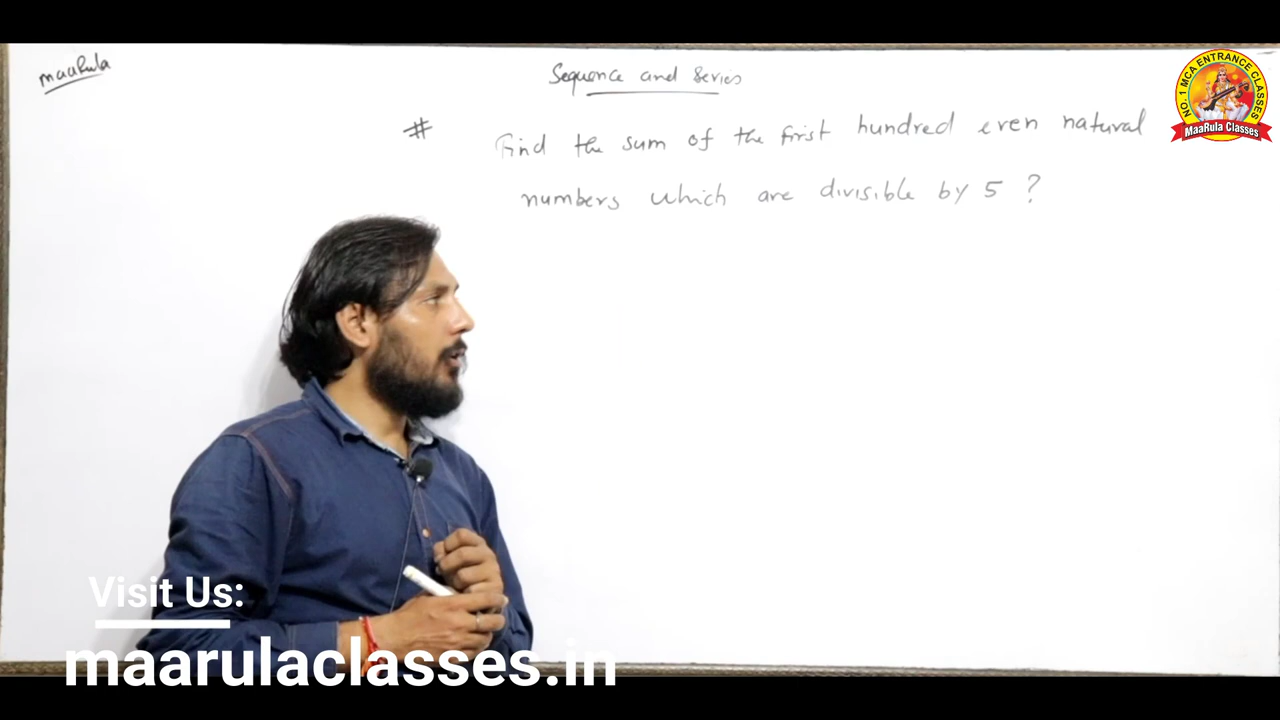 maaRula
Sequence and Series
# Find the sum of the first hundred even natural
numbers which are divisible by 5 ?
NO. 1 MCA ENTRANCE CLASSES
MaaRula Classes
Visit Us:
maarulaclasses.in